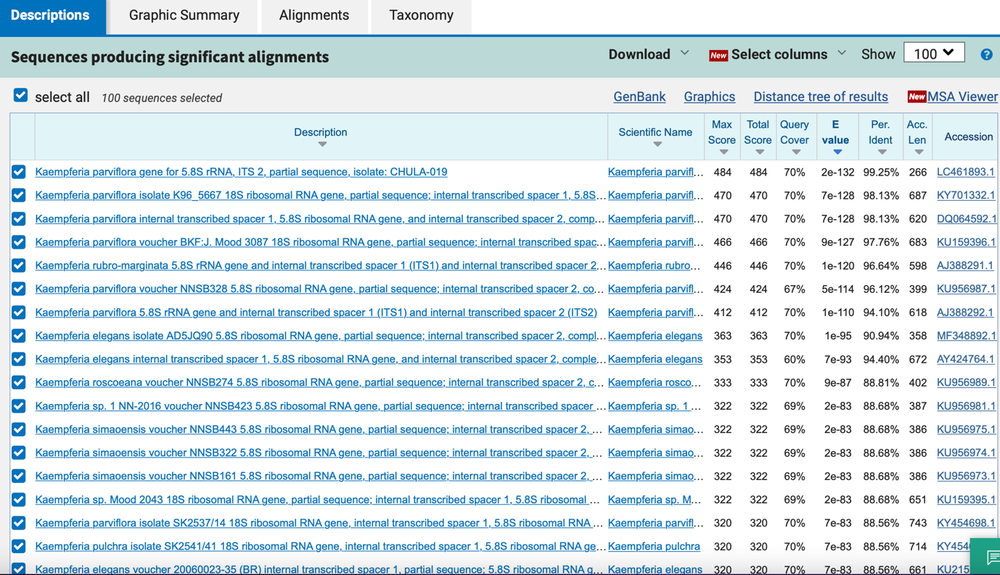 Descriptions Graphic Summary Alignments Taxonomy
Sequences producing significant alignments Download New Select columns Show 100 ?
select all 100 sequences selected GenBank Graphics Distance tree of results New MSA Viewer
Description Scientific Name Max Score Total Score Query Cover E value Per. Ident Acc. Len Accession
Kaempferia parviflora gene for 5.8S rRNA, ITS 2, partial sequence, isolate: CHULA-019 Kaempferia parvifl... 484 484 70% 2e-132 99.25% 266 LC461893.1
Kaempferia parviflora isolate K96_5667 18S ribosomal RNA gene, partial sequence; internal transcribed spacer 1, 5.8S... Kaempferia parvifl... 470 470 70% 7e-128 98.13% 687 KY701332.1
Kaempferia parviflora internal transcribed spacer 1, 5.8S ribosomal RNA gene, and internal transcribed spacer 2, comp... Kaempferia parvifl... 470 470 70% 7e-128 98.13% 620 DQ064592.1
Kaempferia parviflora voucher BKF:J. Mood 3087 18S ribosomal RNA gene, partial sequence; internal transcribed spac... Kaempferia parvifl... 466 466 70% 9e-127 97.76% 683 KU159396.1
Kaempferia rubro-marginata 5.8S rRNA gene and internal transcribed spacer 1 (ITS1) and internal transcribed spacer 2... Kaempferia rubro... 446 446 70% 1e-120 96.64% 598 AJ388291.1
Kaempferia parviflora voucher NNSB328 5.8S ribosomal RNA gene, partial sequence; internal transcribed spacer 2, co... Kaempferia parvifl... 424 424 67% 5e-114 96.12% 399 KU956987.1
Kaempferia parviflora 5.8S rRNA gene and internal transcribed spacer 1 (ITS1) and internal transcribed spacer 2 (ITS2) Kaempferia parvifl... 412 412 70% 1e-110 94.10% 618 AJ388292.1
Kaempferia elegans isolate AD5JQ90 5.8S ribosomal RNA gene, partial sequence; internal transcribed spacer 2, compl... Kaempferia elegans 363 363 70% 1e-95 90.94% 358 MF348892.1
Kaempferia elegans internal transcribed spacer 1, 5.8S ribosomal RNA gene, and internal transcribed spacer 2, comple... Kaempferia elegans 353 353 60% 7e-93 94.40% 672 AY424764.1
Kaempferia roscoeana voucher NNSB274 5.8S ribosomal RNA gene, partial sequence; internal transcribed spacer 2, c... Kaempferia rosco... 333 333 70% 9e-87 88.81% 402 KU956989.1
Kaempferia sp. 1 NN-2016 voucher NNSB423 5.8S ribosomal RNA gene, partial sequence; internal transcribed spacer ... Kaempferia sp. 1 ... 322 322 69% 2e-83 88.68% 387 KU956981.1
Kaempferia simaoensis voucher NNSB443 5.8S ribosomal RNA gene, partial sequence; internal transcribed spacer 2, ... Kaempferia simao... 322 322 69% 2e-83 88.68% 386 KU956975.1
Kaempferia simaoensis voucher NNSB322 5.8S ribosomal RNA gene, partial sequence; internal transcribed spacer 2, ... Kaempferia simao... 322 322 69% 2e-83 88.68% 386 KU956974.1
Kaempferia simaoensis voucher NNSB161 5.8S ribosomal RNA gene, partial sequence; internal transcribed spacer 2, ... Kaempferia simao... 322 322 69% 2e-83 88.68% 386 KU956973.1
Kaempferia sp. Mood 2043 18S ribosomal RNA gene, partial sequence; internal transcribed spacer 1, 5.8S ribosomal ... Kaempferia sp. M... 322 322 69% 2e-83 88.68% 651 KU159395.1
Kaempferia parviflora isolate SK2537/14 18S ribosomal RNA gene, internal transcribed spacer 1, 5.8S ribosomal RNA ... Kaempferia parvifl... 320 320 70% 7e-83 88.56% 743 KY454698.1
Kaempferia pulchra isolate SK2541/41 18S ribosomal RNA gene, internal transcribed spacer 1, 5.8S ribosomal RNA ge... Kaempferia pulchra 320 320 70% 7e-83 88.56% 714 KY454
Kaempferia elegans voucher 20060023-35 (BR) internal transcribed spacer 1, partial sequence; 5.8S ribosomal RNA g... Kaempferia elegans 320 320 70% 7e-83 88.56% 661 KU215